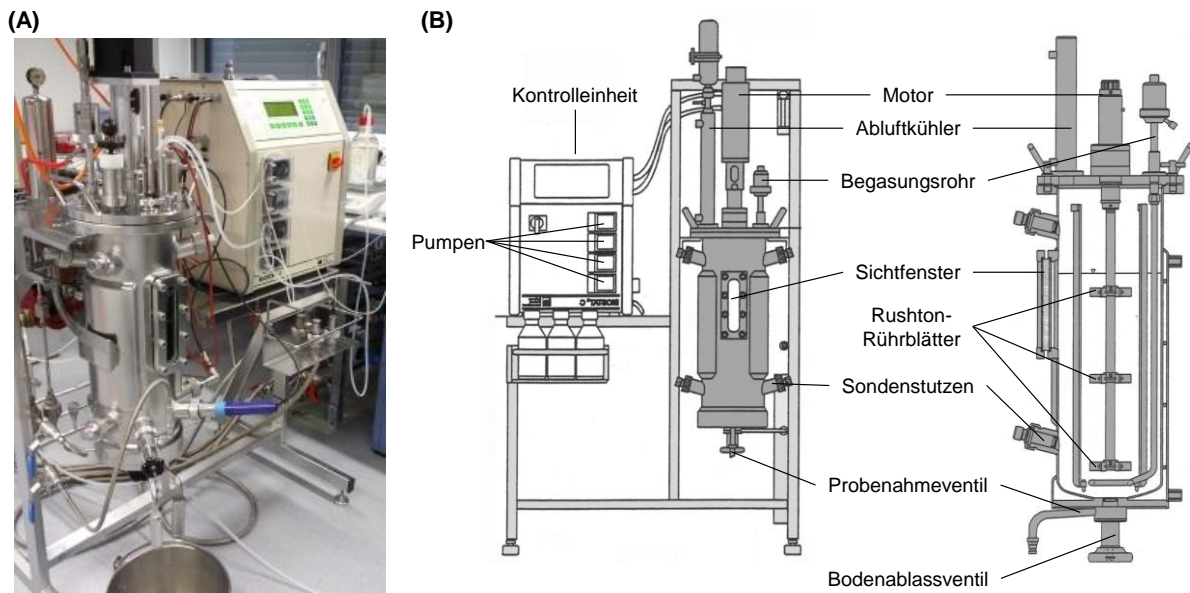 (A)
(B)
Kontrolleinheit
Motor
Abluftkühler
Begasungsrohr
Pumpen
Sichtfenster
Rushton-
Rührblätter
Sondenstutzen
Probenahmeventil
Bodenablassventil